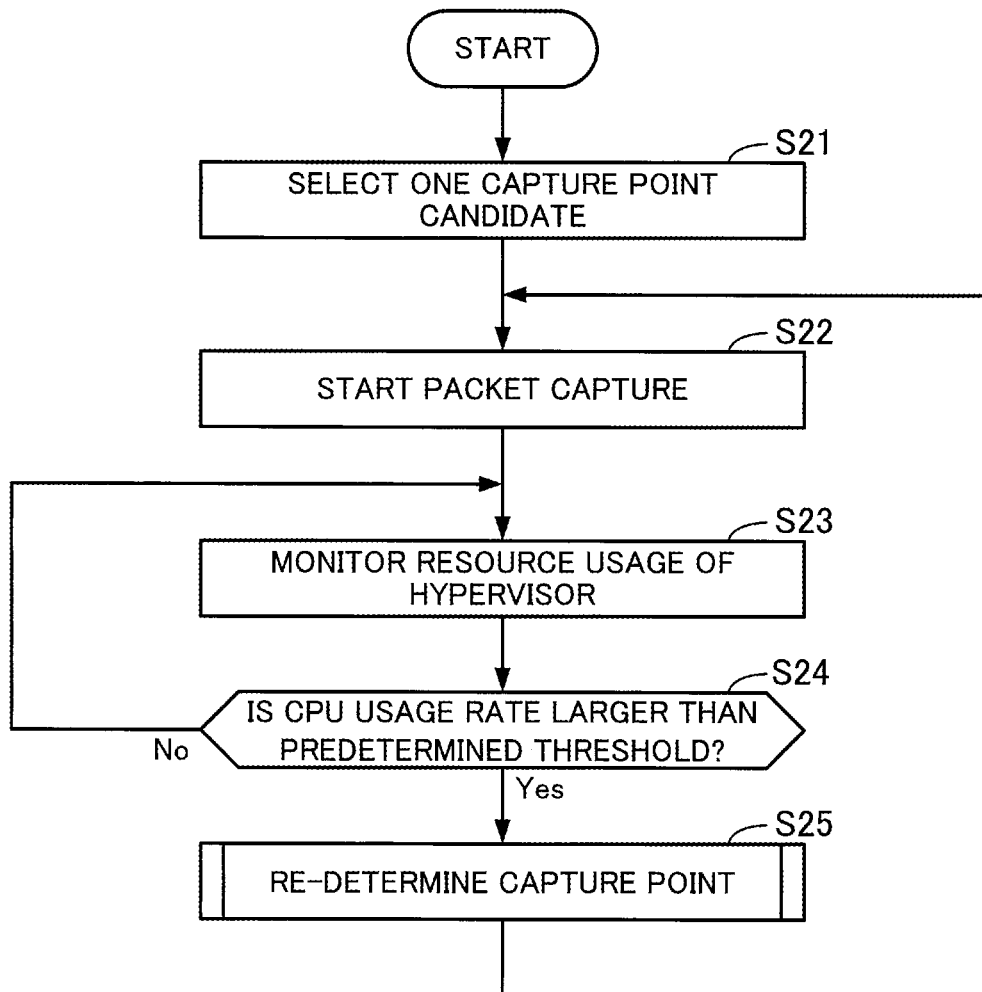 START
S21
SELECT ONE CAPTURE POINT
CANDIDATE
S22
START PACKET CAPTURE
S23
MONITOR RESOURCE USAGE OF
HYPERVISOR
S24
IS CPU USAGE RATE LARGER THAN
PREDETERMINED THRESHOLD?
No
Yes
S25
RE-DETERMINE CAPTURE POINT